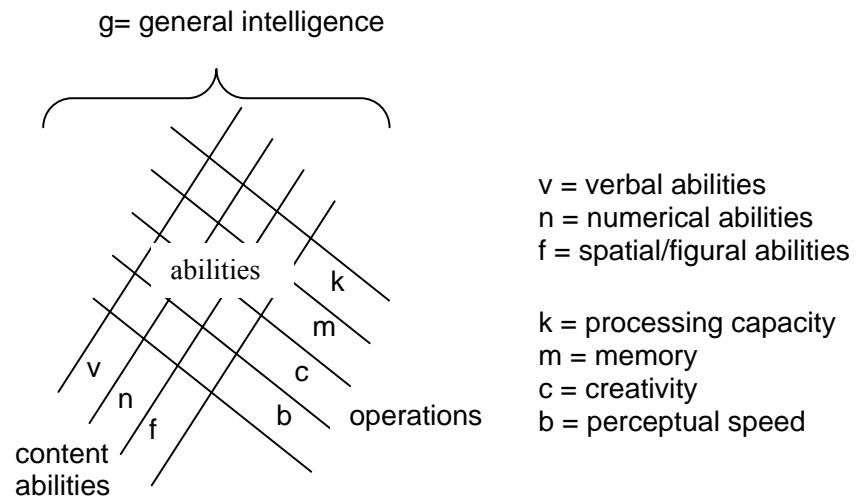 g= general intelligence
v = verbal abilities
n = numerical abilities
f = spatial/figural abilities
abilities
k
m
k = processing capacity
m = memory
c = creativity
b = perceptual speed
v
c
n
b
operations
f
content
abilities